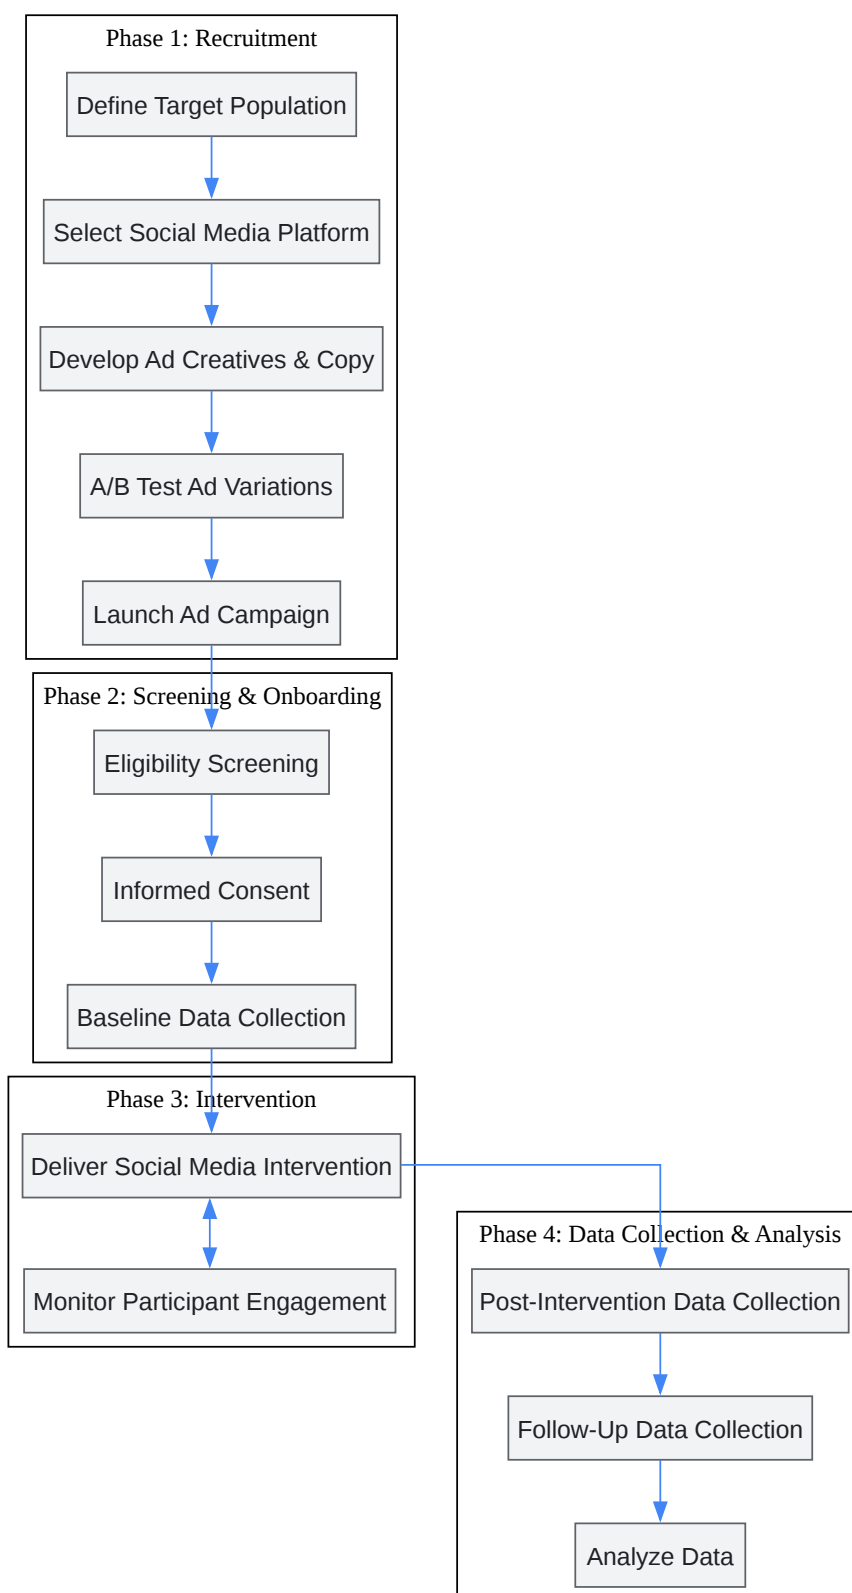 Phase 1: Recruitment
Define Target Population
Select Social Media Platform
Develop Ad Creatives & Copy
A/B Test Ad Variations
Launch Ad Campaign
Phase 2: Screening & Onboarding
Eligibility Screening
Informed Consent
Baseline Data Collection
Phase 3: Intervention
Deliver Social Media Intervention
Monitor Participant Engagement
Phase 4: Data Collection & Analysis
Post-Intervention Data Collection
Follow-Up Data Collection
Analyze Data